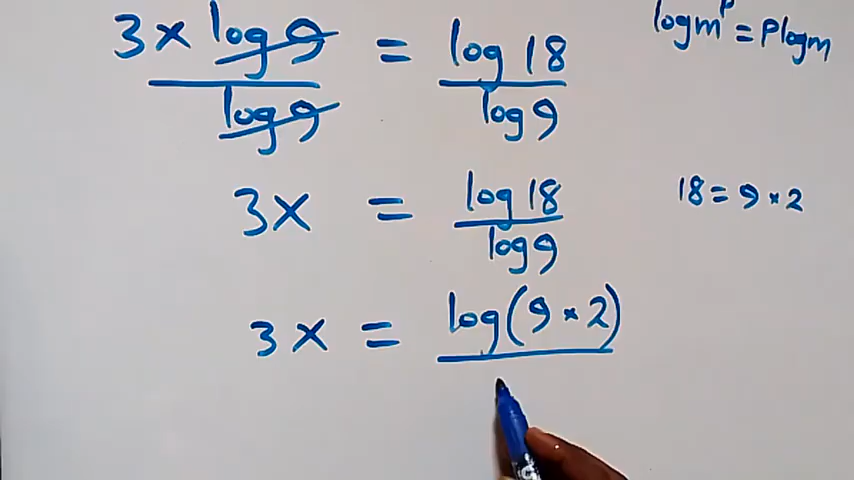 3x log 9 / log 9 = log 18 / log 9
log m^P = P log m
3x = log 18 / log 9
18 = 9 × 2
3x = log(9 × 2)